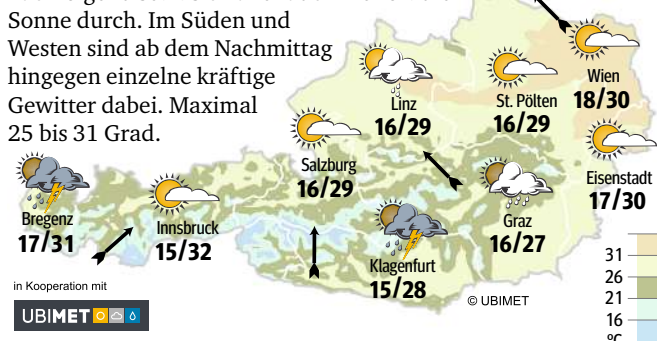 Sonne durch. Im Süden und
Westen sind ab dem Nachmittag
hingegen einzelne kräftige
Gewitter dabei. Maximal
25 bis 31 Grad.
Wien
18/30
Linz
16/29
St. Pölten
16/29
Salzburg
16/29
Eisenstadt
17/30
Bregenz
17/31
Innsbruck
15/32
Graz
16/27
Klagenfurt
15/28
in Kooperation mit
UBIMET
© UBIMET
31
26
21
16